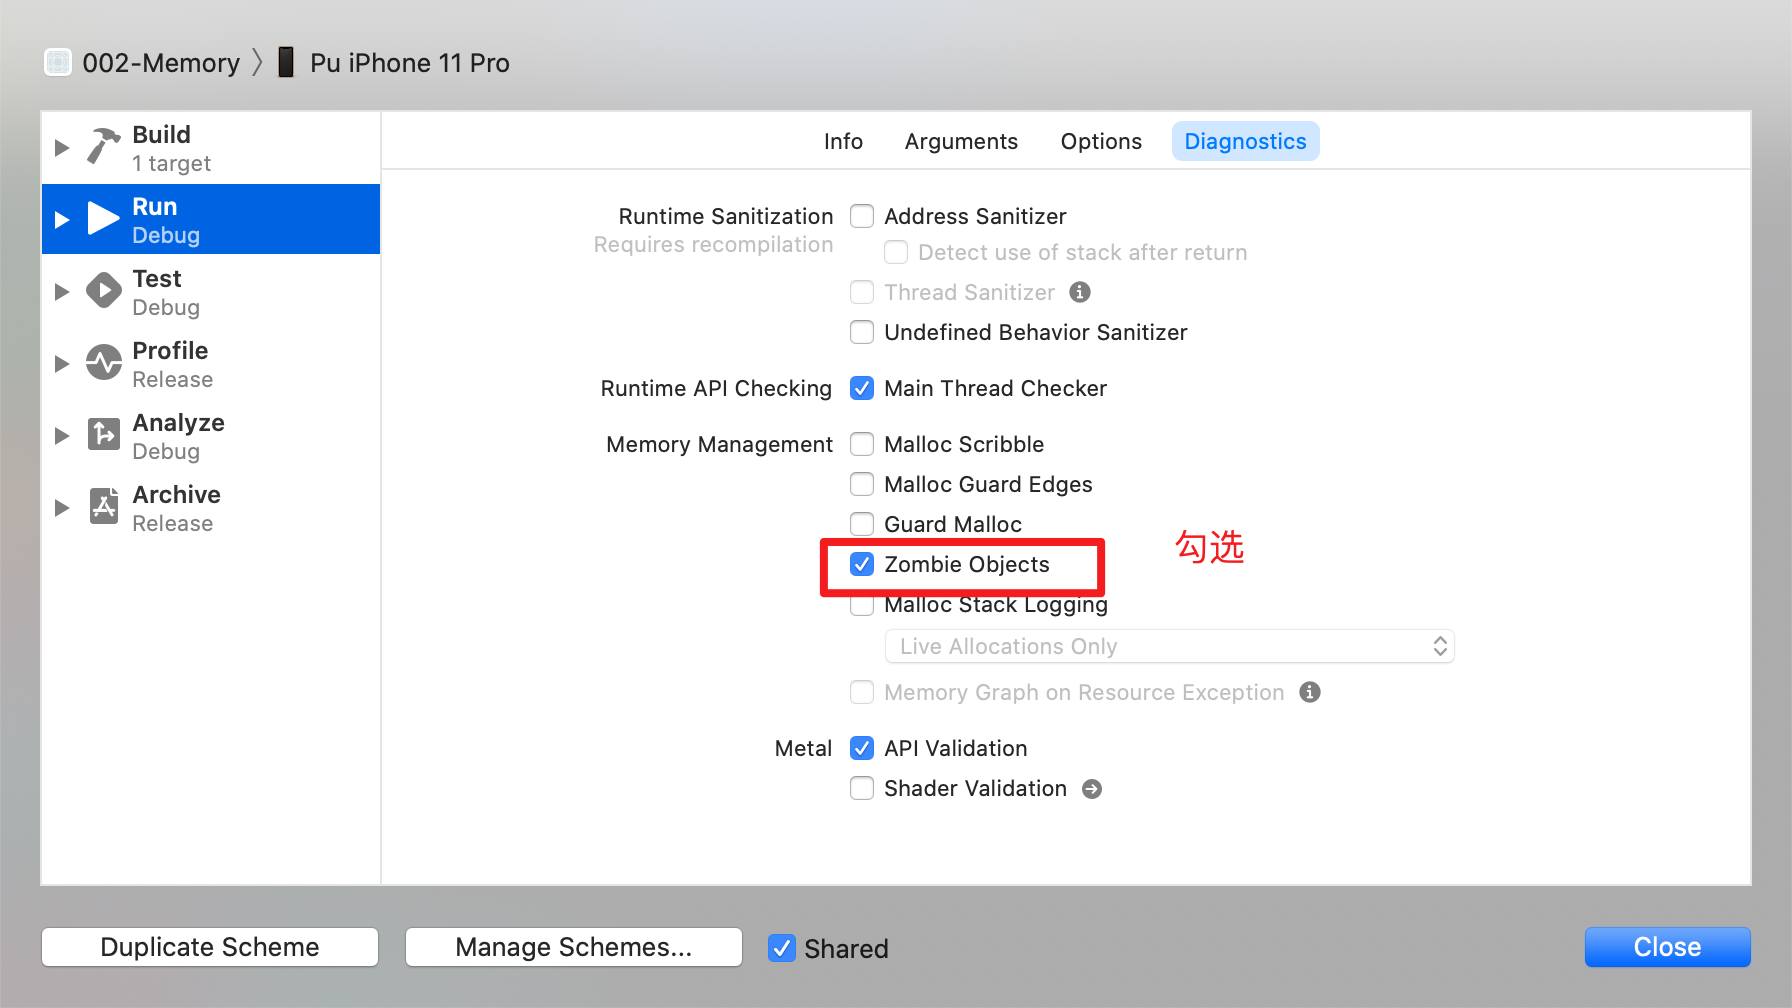 002-Memory 〉 Pu iPhone 11 Pro
Build
1 target
Run
Debug
Test
Debug
Profile
Release
Analyze
Debug
Archive
Release
Info Arguments Options Diagnostics
Runtime Sanitization Address Sanitizer
Requires recompilation Detect use of stack after return
Thread Sanitizer
Undefined Behavior Sanitizer
Runtime API Checking Main Thread Checker
Memory Management Malloc Scribble
Malloc Guard Edges
Guard Malloc
Zombie Objects 勾选
Malloc Stack Logging
Live Allocations Only
Memory Graph on Resource Exception
Metal API Validation
Shader Validation
Duplicate Scheme Manage Schemes... Shared Close